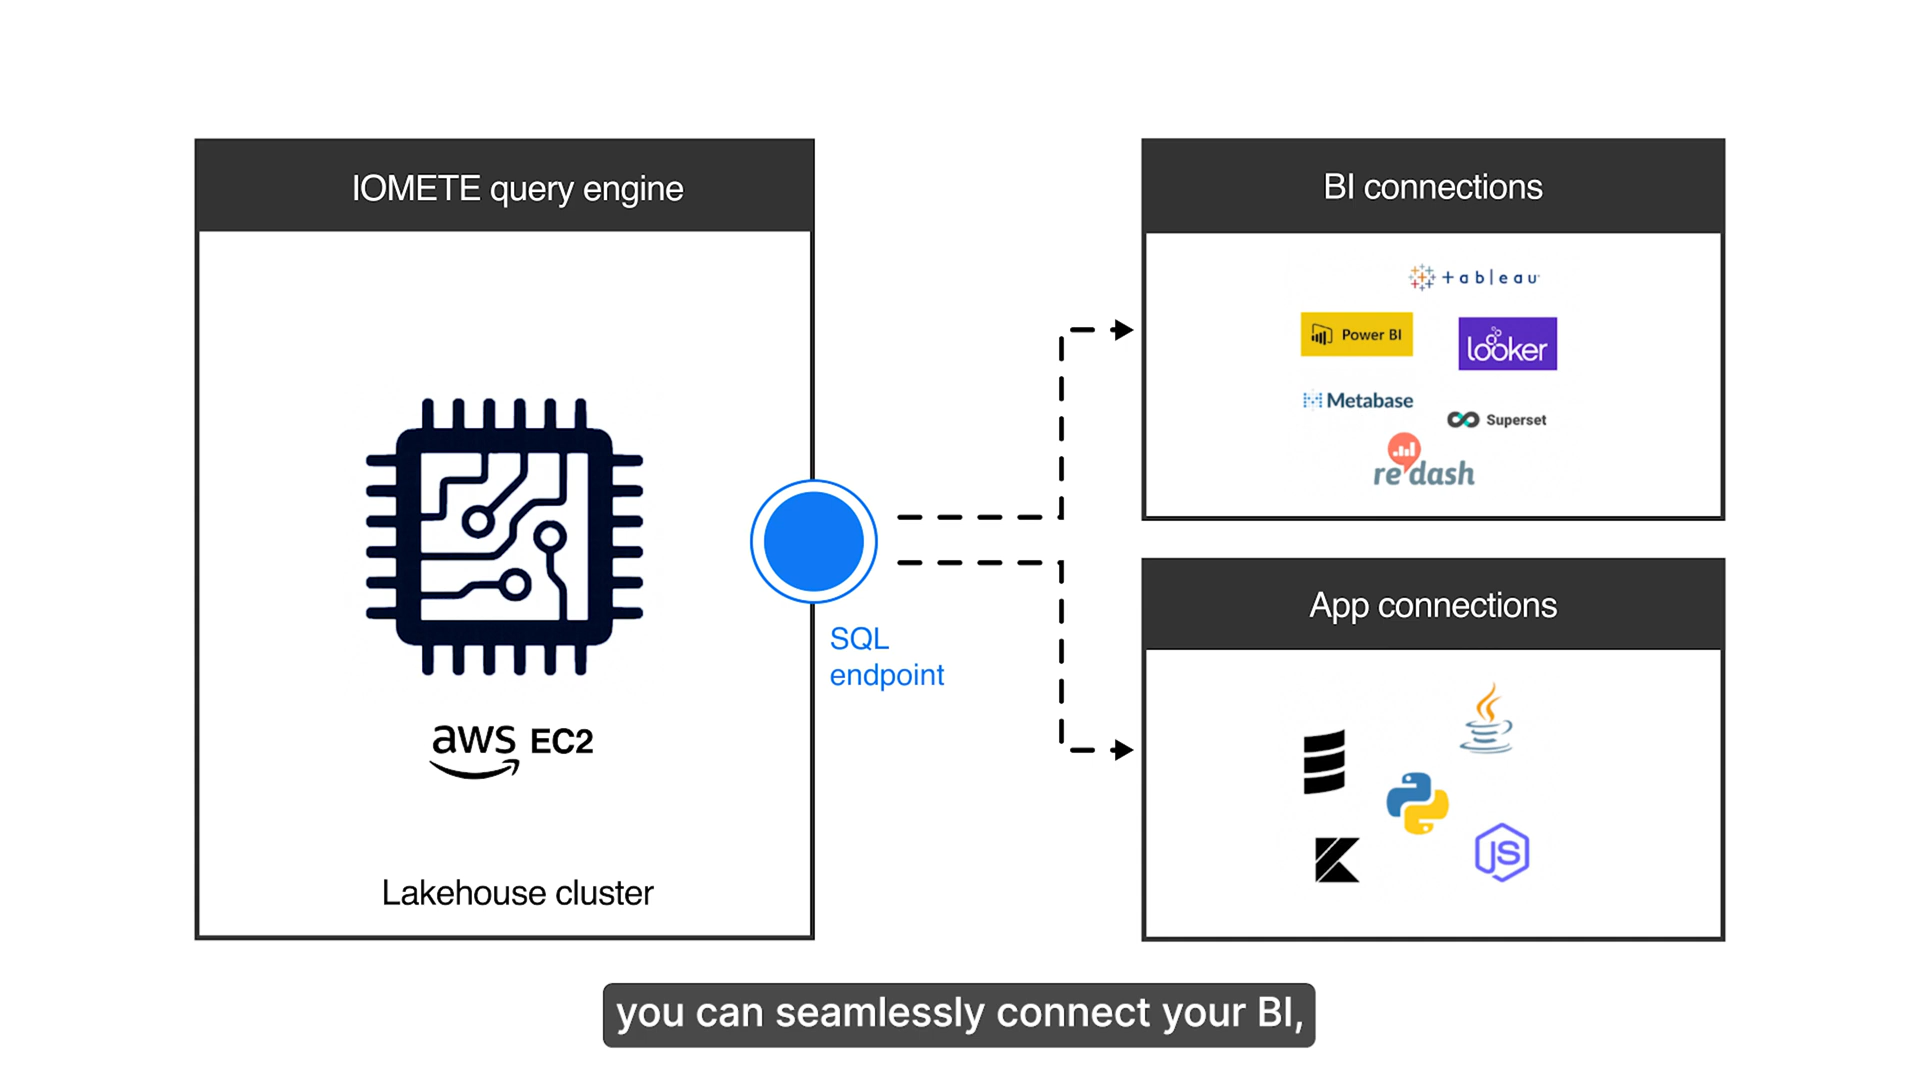 IOMETE query engine
aws EC2
Lakehouse cluster
SQL
endpoint
BI connections
+ableau
Power BI
looker
Metabase
Superset
redash
App connections
JS
you can seamlessly connect your BI,